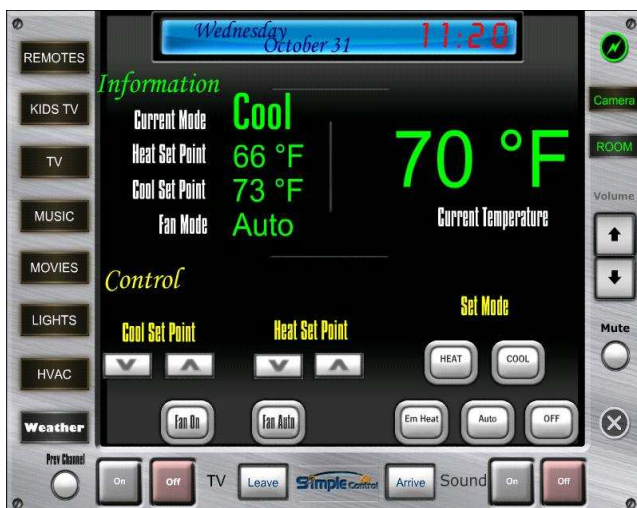 Wednesday
October 31
11:20
REMOTES
KIDS TV
TV
MUSIC
MOVIES
LIGHTS
HVAC
Weather
Prev Channel
Information
Current Mode Cool
Heat Set Point 66 °F
Cool Set Point 73 °F
Fan Mode Auto
70 °F
Current Temperature
Control
Cool Set Point
Heat Set Point
Set Mode
HEAT COOL
Fan On Fan Auto Em Heat Auto OFF
Camera
ROOM
Volume
Mute
On Off TV Leave Simple Control Arrive Sound On Off